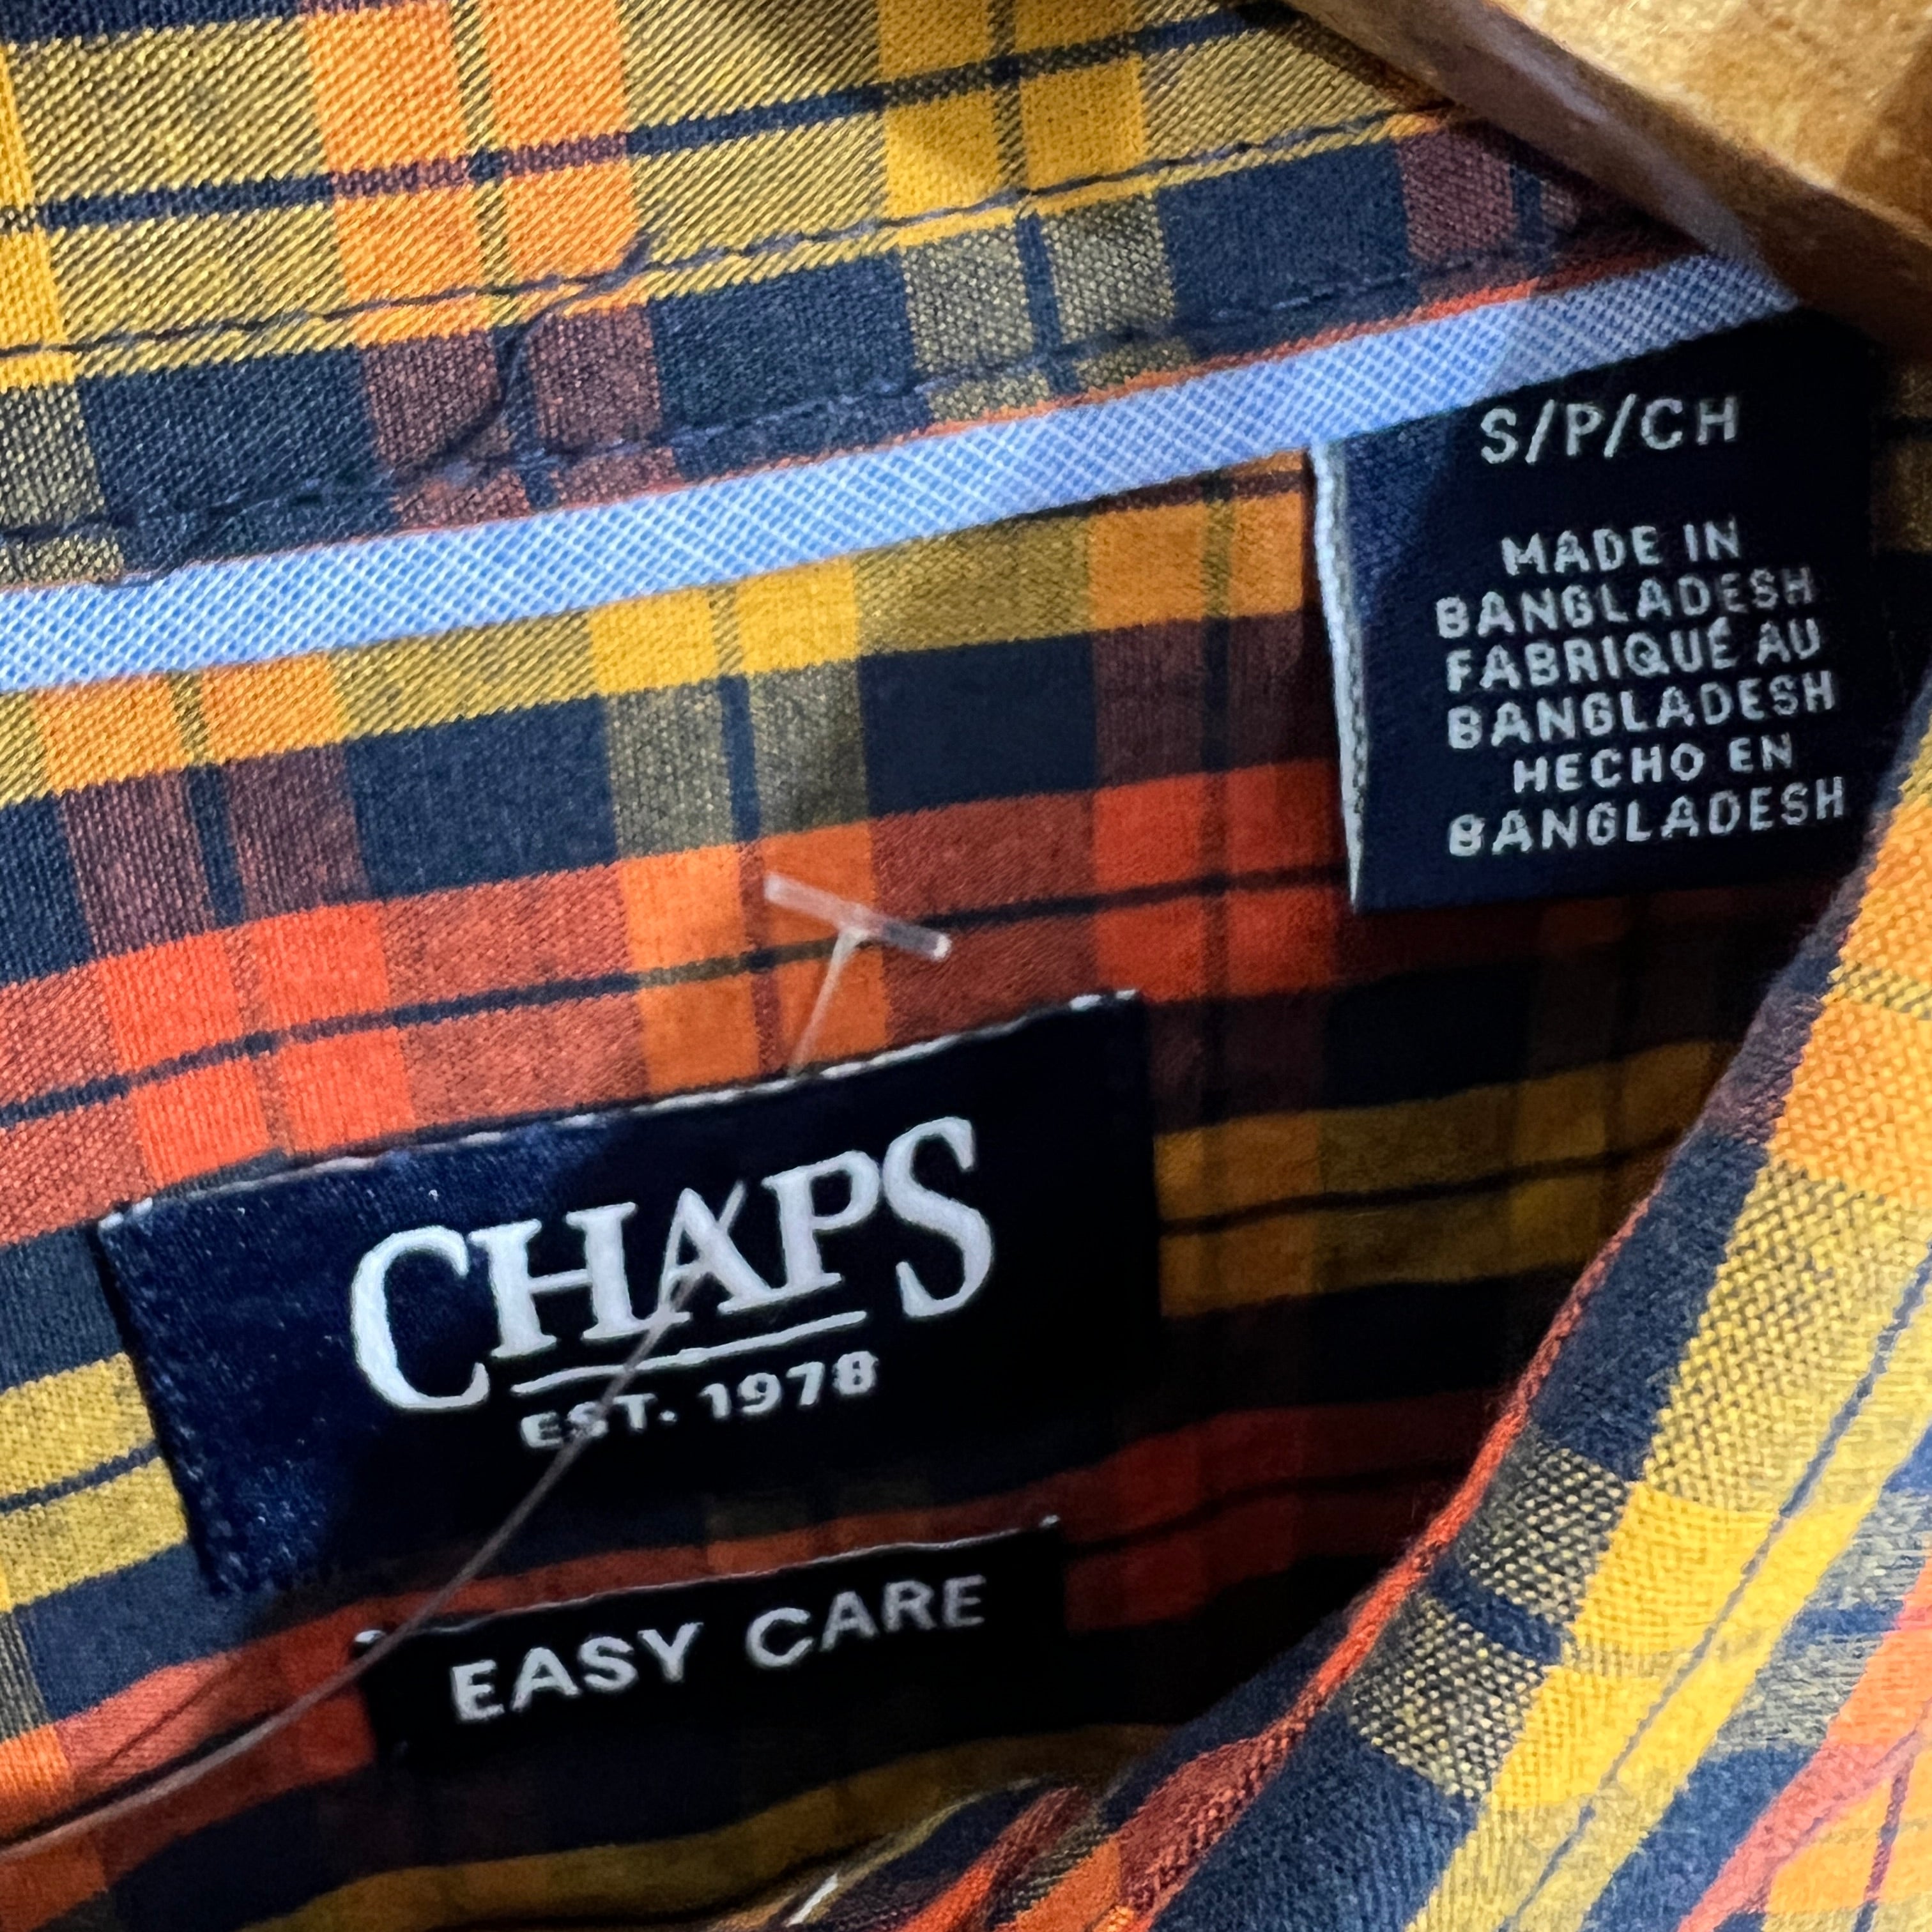 S/P/CH
MADE IN
BANGLADESH
FABRIQUÉ AU
BANGLADESH
HECHO EN
BANGLADESH
CHAPS
EST. 1978
EASY CARE